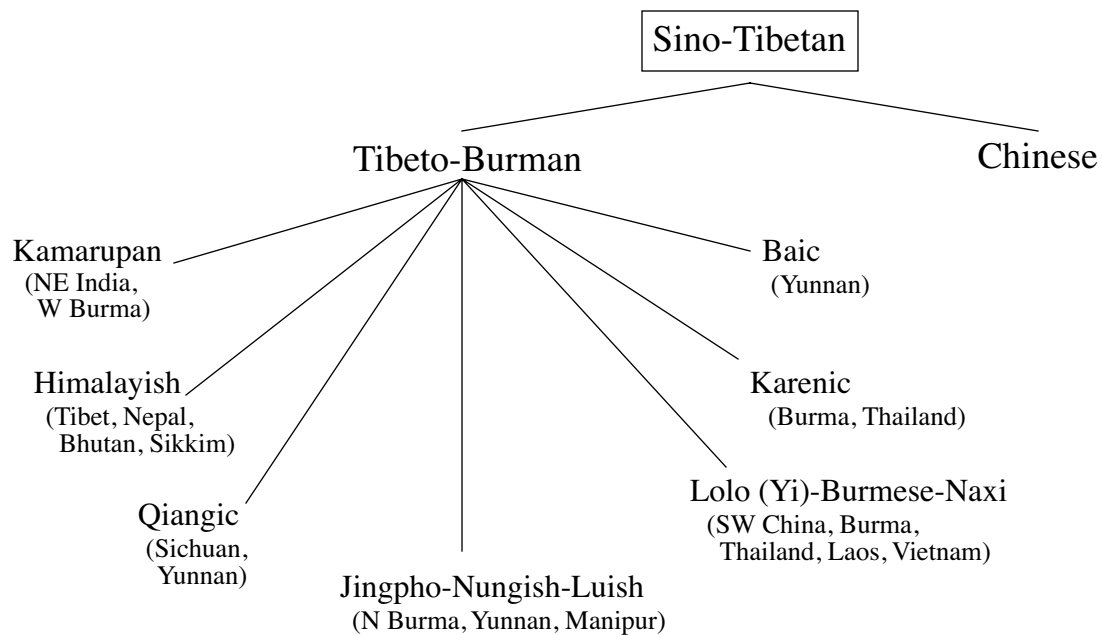 Sino-Tibetan
Tibeto-Burman
Chinese
Kamarupan
(NE India,
W Burma)
Baic
(Yunnan)
Himalayish
(Tibet, Nepal,
Bhutan, Sikkim)
Karenic
(Burma, Thailand)
Qiangic
(Sichuan,
Yunnan)
Lolo (Yi)-Burmese-Naxi
(SW China, Burma,
Thailand, Laos, Vietnam)
Jingpho-Nungish-Luish
(N Burma, Yunnan, Manipur)